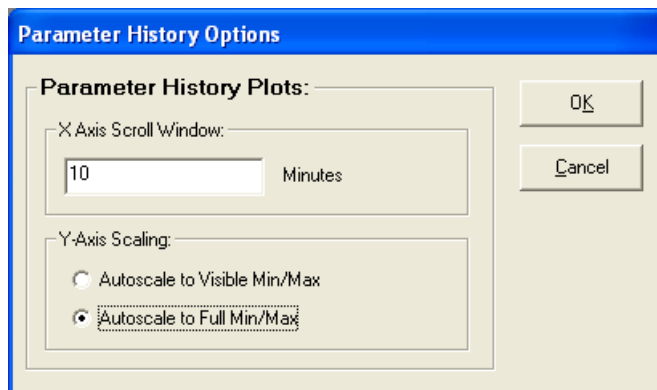 Parameter History Options
Parameter History Plots:
X Axis Scroll Window:
10 Minutes
Y-Axis Scaling:
Autoscale to Visible Min/Max
Autoscale to Full Min/Max
OK
Cancel